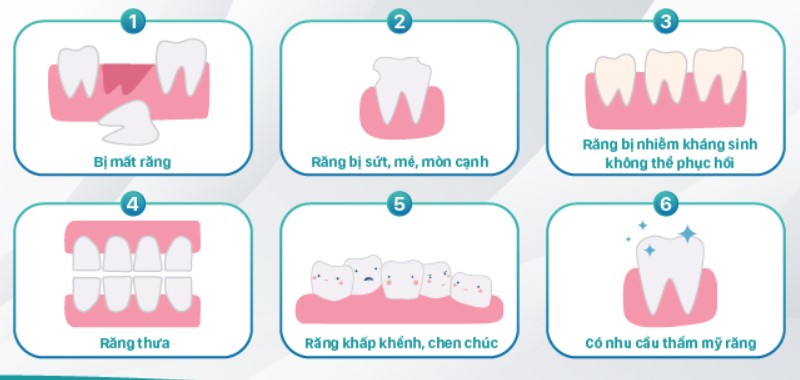 1
Bị mất răng
2
Răng bị sứt, mẻ, mòn cạnh
3
Răng bị nhiễm kháng sinh
không thể phục hồi
4
Răng thưa
5
Răng khấp khểnh, chen chúc
6
Có nhu cầu thẩm mỹ răng